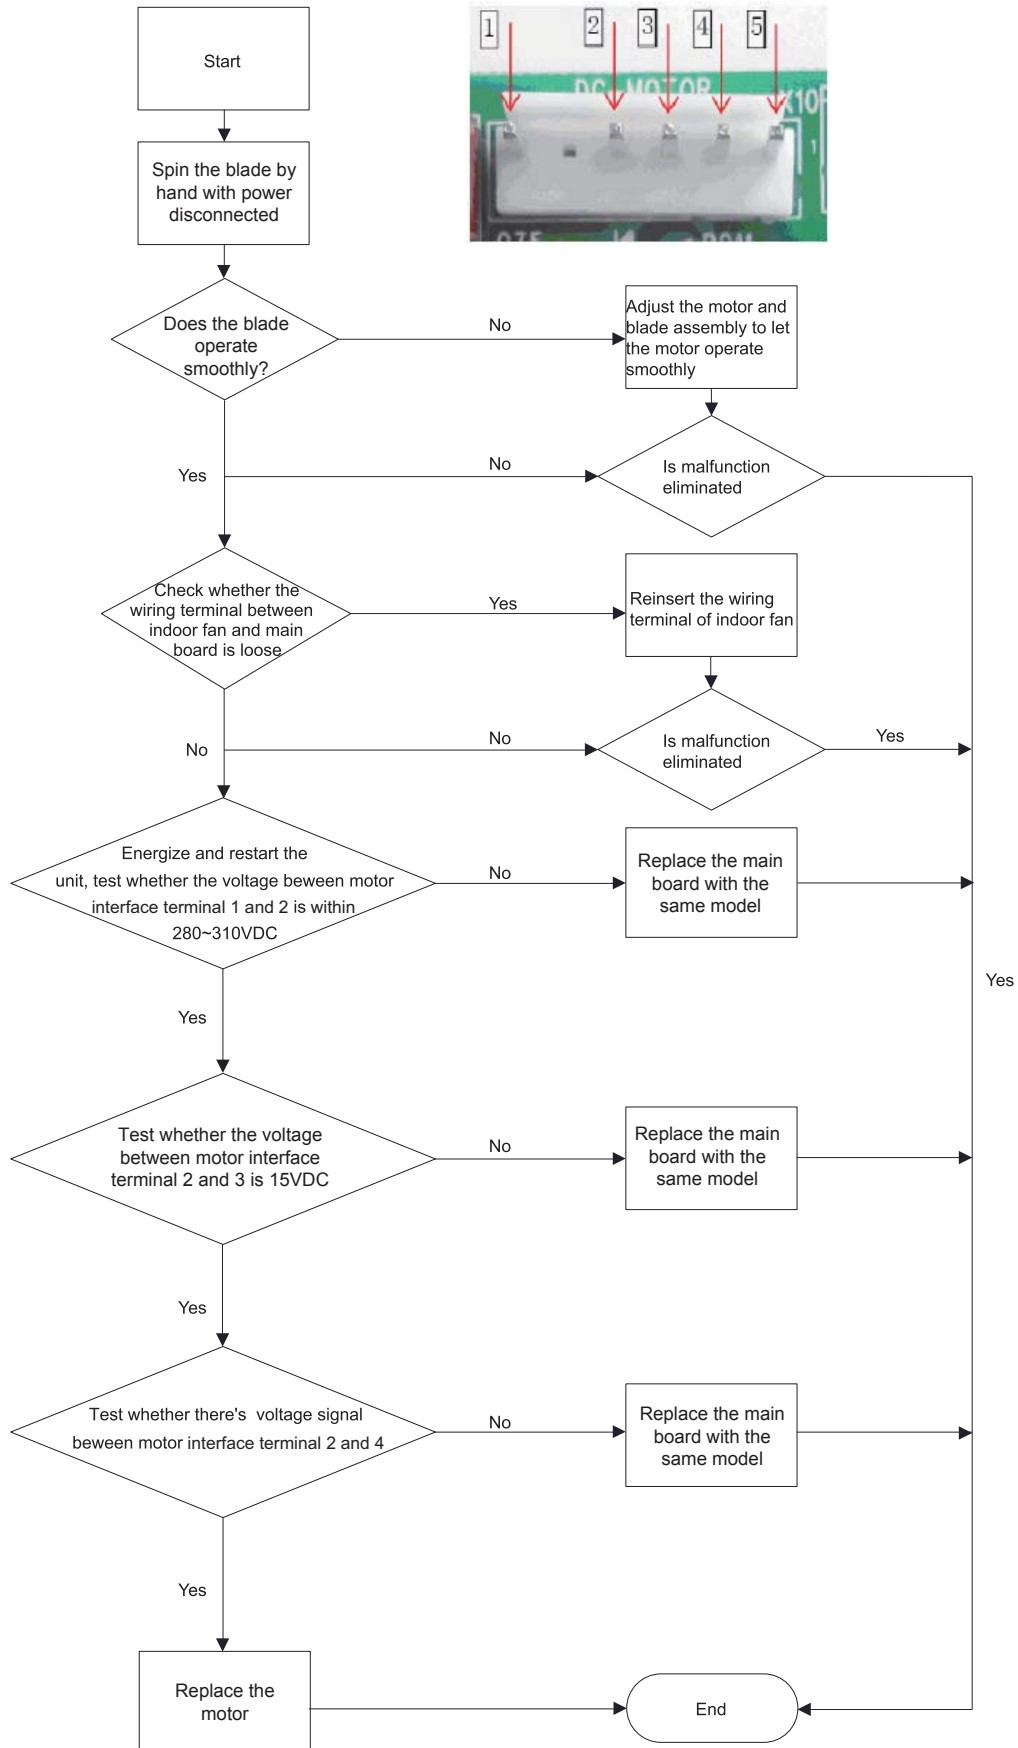 Start
1
2
3
4
5
DC MOTOR
1
Spin the blade by
hand with power
disconnected
Does the blade
operate
smoothly?
No
Adjust the motor and
blade assembly to let
the motor operate
smoothly
Yes
No
Is malfunction
eliminated
Check whether the
wiring terminal between
indoor fan and main
board is loose
Yes
Reinsert the wiring
terminal of indoor fan
No
No
Is malfunction
eliminated
Yes
Energize and restart the
unit, test whether the voltage beween motor
interface terminal 1 and 2 is within
280~310VDC
No
Replace the main
board with the
same model
Yes
Yes
Test whether the voltage
between motor interface
terminal 2 and 3 is 15VDC
No
Replace the main
board with the
same model
Yes
Test whether there's voltage signal
beween motor interface terminal 2 and 4
No
Replace the main
board with the
same model
Yes
Replace the
motor
End